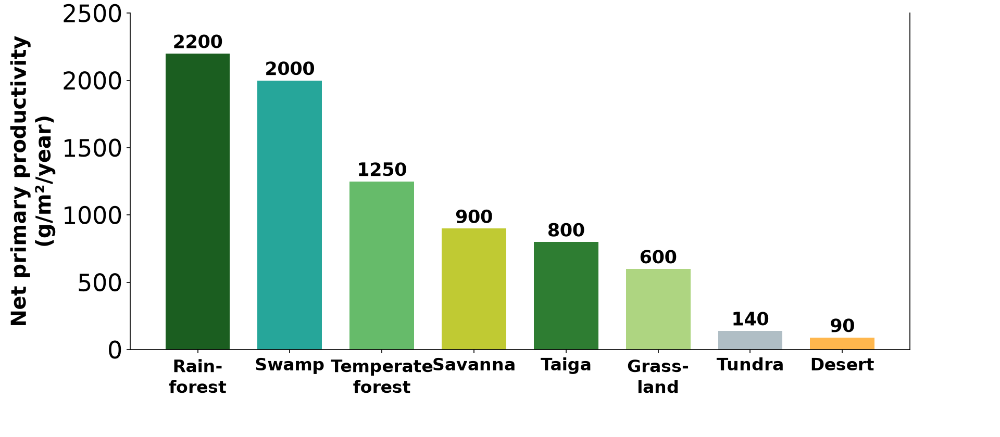 Net primary productivity
(g/m²/year)
2500
2000
1500
1000
500
0
2200
2000
1250
900
800
600
140
90
Rain-
forest
Swamp
Temperate
forest
Savanna
Taiga
Grass-
land
Tundra
Desert